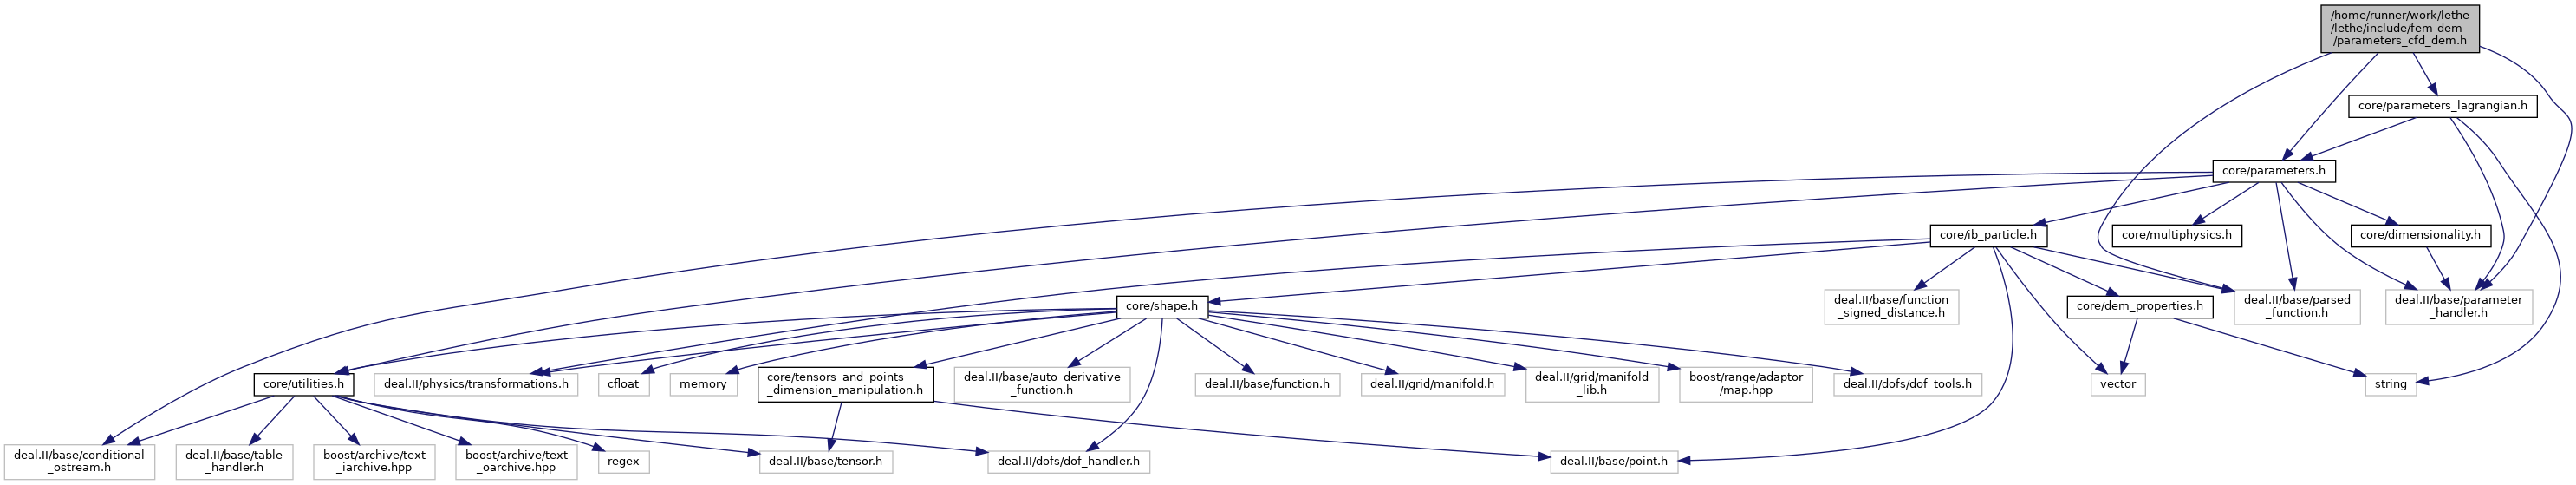 /home/runner/work/lethe
/lethe/include/fem-dem
/parameters_cfd_dem.h
core/parameters_lagrangian.h
core/parameters.h
core/ib_particle.h
core/multiphysics.h
core/dimensionality.h
core/shape.h
deal.II/base/function
_signed_distance.h
core/dem_properties.h
deal.II/base/parsed
_function.h
deal.II/base/parameter
_handler.h
core/utilities.h
deal.II/physics/transformations.h
cfloat
memory
core/tensors_and_points
_dimension_manipulation.h
deal.II/base/auto_derivative
_function.h
deal.II/base/function.h
deal.II/grid/manifold.h
deal.II/grid/manifold
_lib.h
boost/range/adaptor
/map.hpp
deal.II/dofs/dof_tools.h
vector
string
deal.II/base/conditional
_ostream.h
deal.II/base/table
_handler.h
boost/archive/text
_iarchive.hpp
boost/archive/text
_oarchive.hpp
regex
deal.II/base/tensor.h
deal.II/dofs/dof_handler.h
deal.II/base/point.h